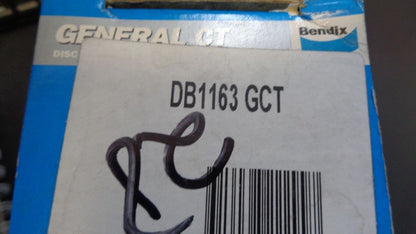 GENERAL CT
Bendix
DISC
DB1163 GCT